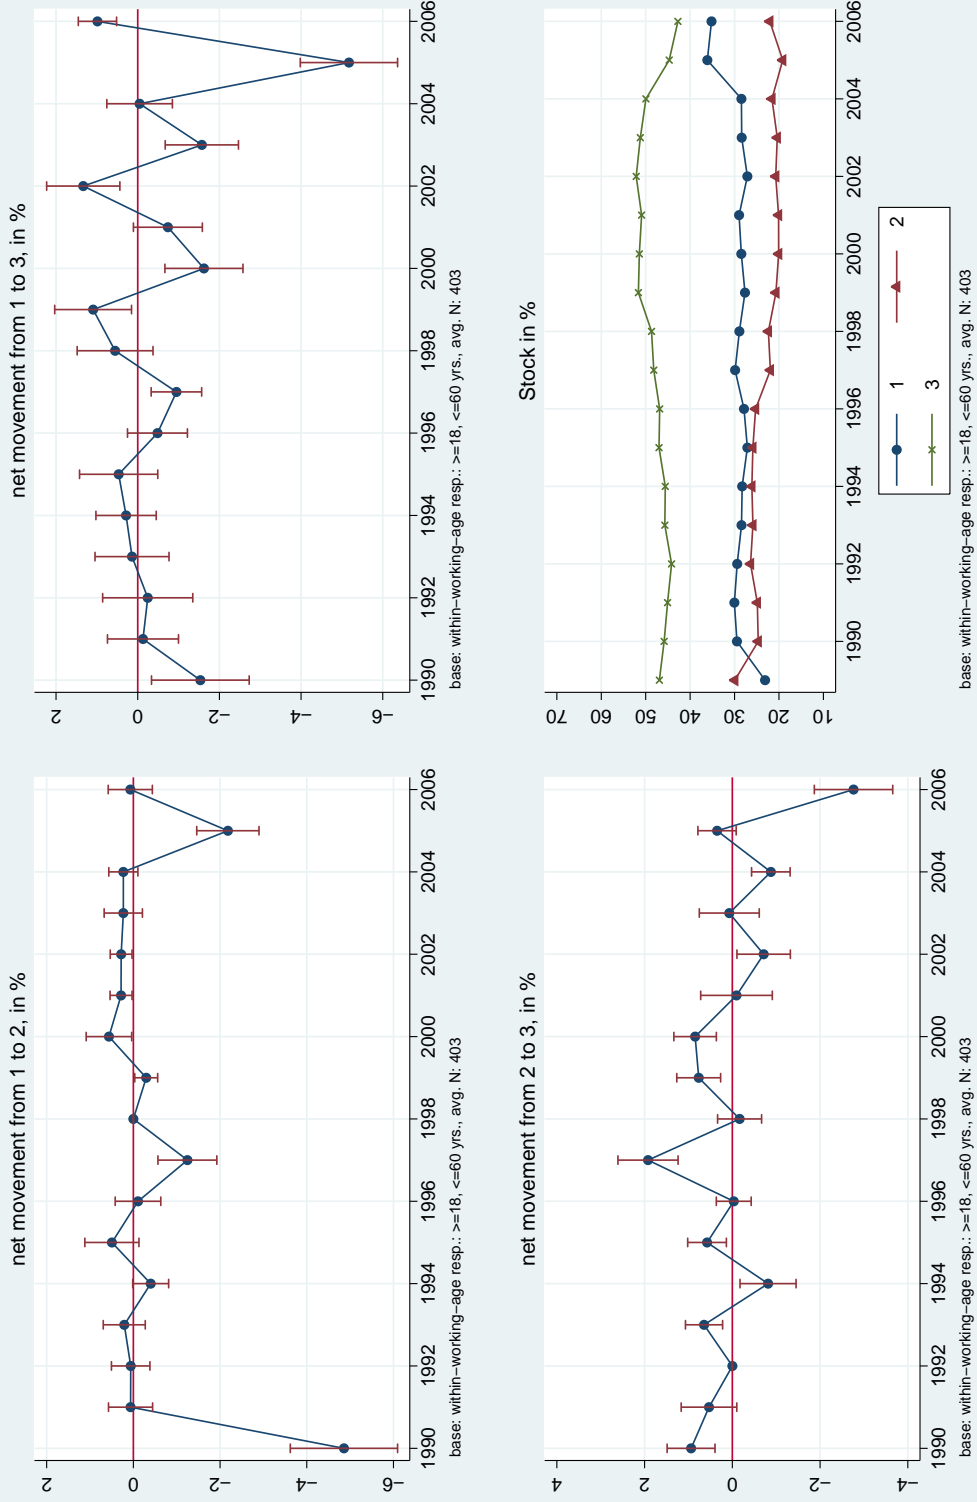 net movement from 1 to 2, in %
2
0
−2
−4
−6
1990 1992 1994 1996 1998 2000 2002 2004 2006
base: within−working−age resp.: >=18, <=60 yrs., avg. N: 403
net movement from 1 to 3, in %
2
0
−2
−4
−6
1990 1992 1994 1996 1998 2000 2002 2004 2006
base: within−working−age resp.: >=18, <=60 yrs., avg. N: 403
net movement from 2 to 3, in %
4
2
0
−2
−4
1990 1992 1994 1996 1998 2000 2002 2004 2006
base: within−working−age resp.: >=18, <=60 yrs., avg. N: 403
Stock in %
70
60
50
40
30
20
10
1990 1992 1994 1996 1998 2000 2002 2004 2006
1 2
3
base: within−working−age resp.: >=18, <=60 yrs., avg. N: 403